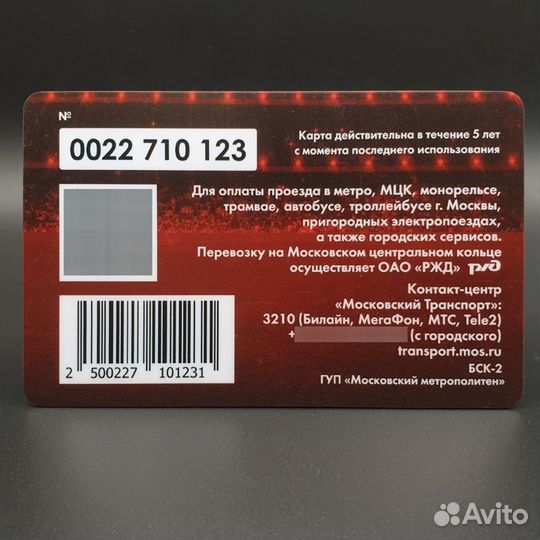 №
0022 710 123
Карта действительна в течение 5 лет
с момента последнего использования
Для оплаты проезда в метро, МЦК, монорельсе,
трамвае, автобусе, троллейбусе г. Москвы,
пригородных электропоездах,
а также городских сервисов.
Перевозку на Московском центральном кольце
осуществляет ОАО «РЖД» ржд
Контакт-центр
«Московский Транспорт»:
3210 (Билайн, МегаФон, МТС, Tele2)
+ (с городского)
transport.mos.ru
БСК-2
ГУП «Московский метрополитен»
2 500227 101231
Avito